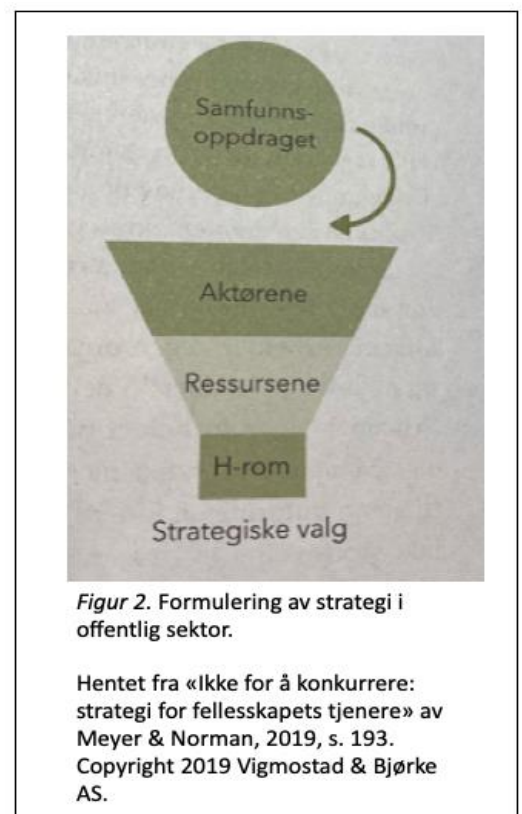 Samfunns-
oppdraget
Aktørene
Ressursene
H-rom
Strategiske valg
Figur 2. Formulering av strategi i
offentlig sektor.
Hentet fra «Ikke for å konkurrere:
strategi for fellesskapets tjenere» av
Meyer & Norman, 2019, s. 193.
Copyright 2019 Vigmostad & Bjørke
AS.